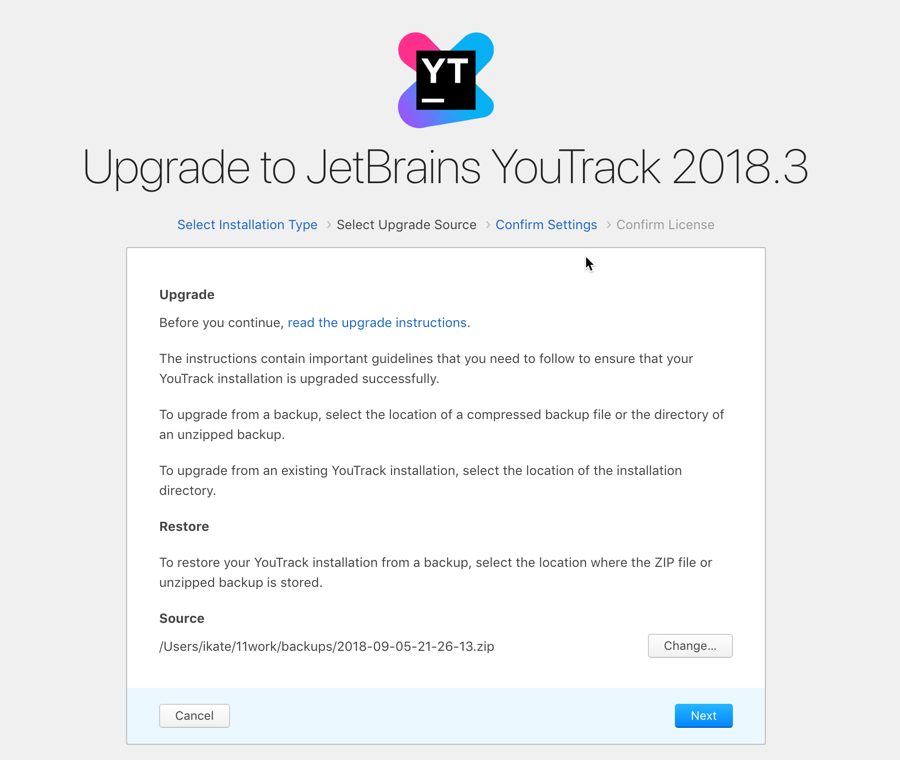 YT
Upgrade to JetBrains YouTrack 2018.3
Select Installation Type › Select Upgrade Source › Confirm Settings › Confirm License
Upgrade
Before you continue, read the upgrade instructions.
The instructions contain important guidelines that you need to follow to ensure that your
YouTrack installation is upgraded successfully.
To upgrade from a backup, select the location of a compressed backup file or the directory of
an unzipped backup.
To upgrade from an existing YouTrack installation, select the location of the installation
directory.
Restore
To restore your YouTrack installation from a backup, select the location where the ZIP file or
unzipped backup is stored.
Source
/Users/ikate/11work/backups/2018-09-05-21-26-13.zip Change...
Cancel Next